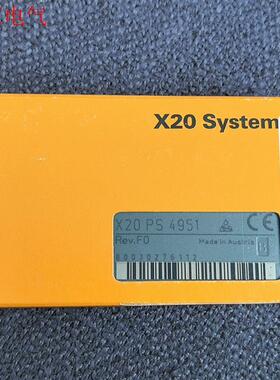 电气
X20 System
X20 PS 4951
Rev.F0
Made in Austria